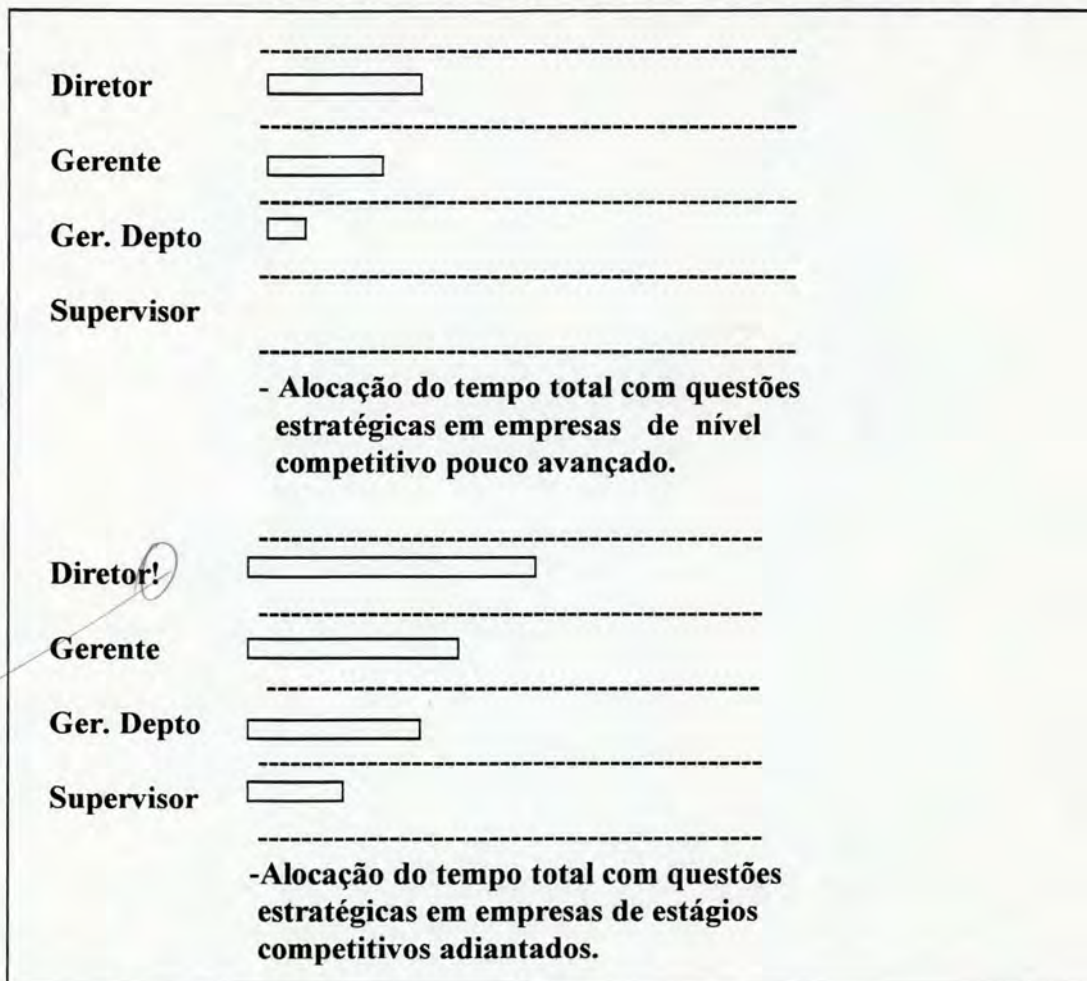 Diretor
Gerente
Ger. Depto
Supervisor
- Alocação do tempo total com questões
estratégicas em empresas de nível
competitivo pouco avançado.
Diretor!
Gerente
Ger. Depto
Supervisor
-Alocação do tempo total com questões
estratégicas em empresas de estágios
competitivos adiantados.